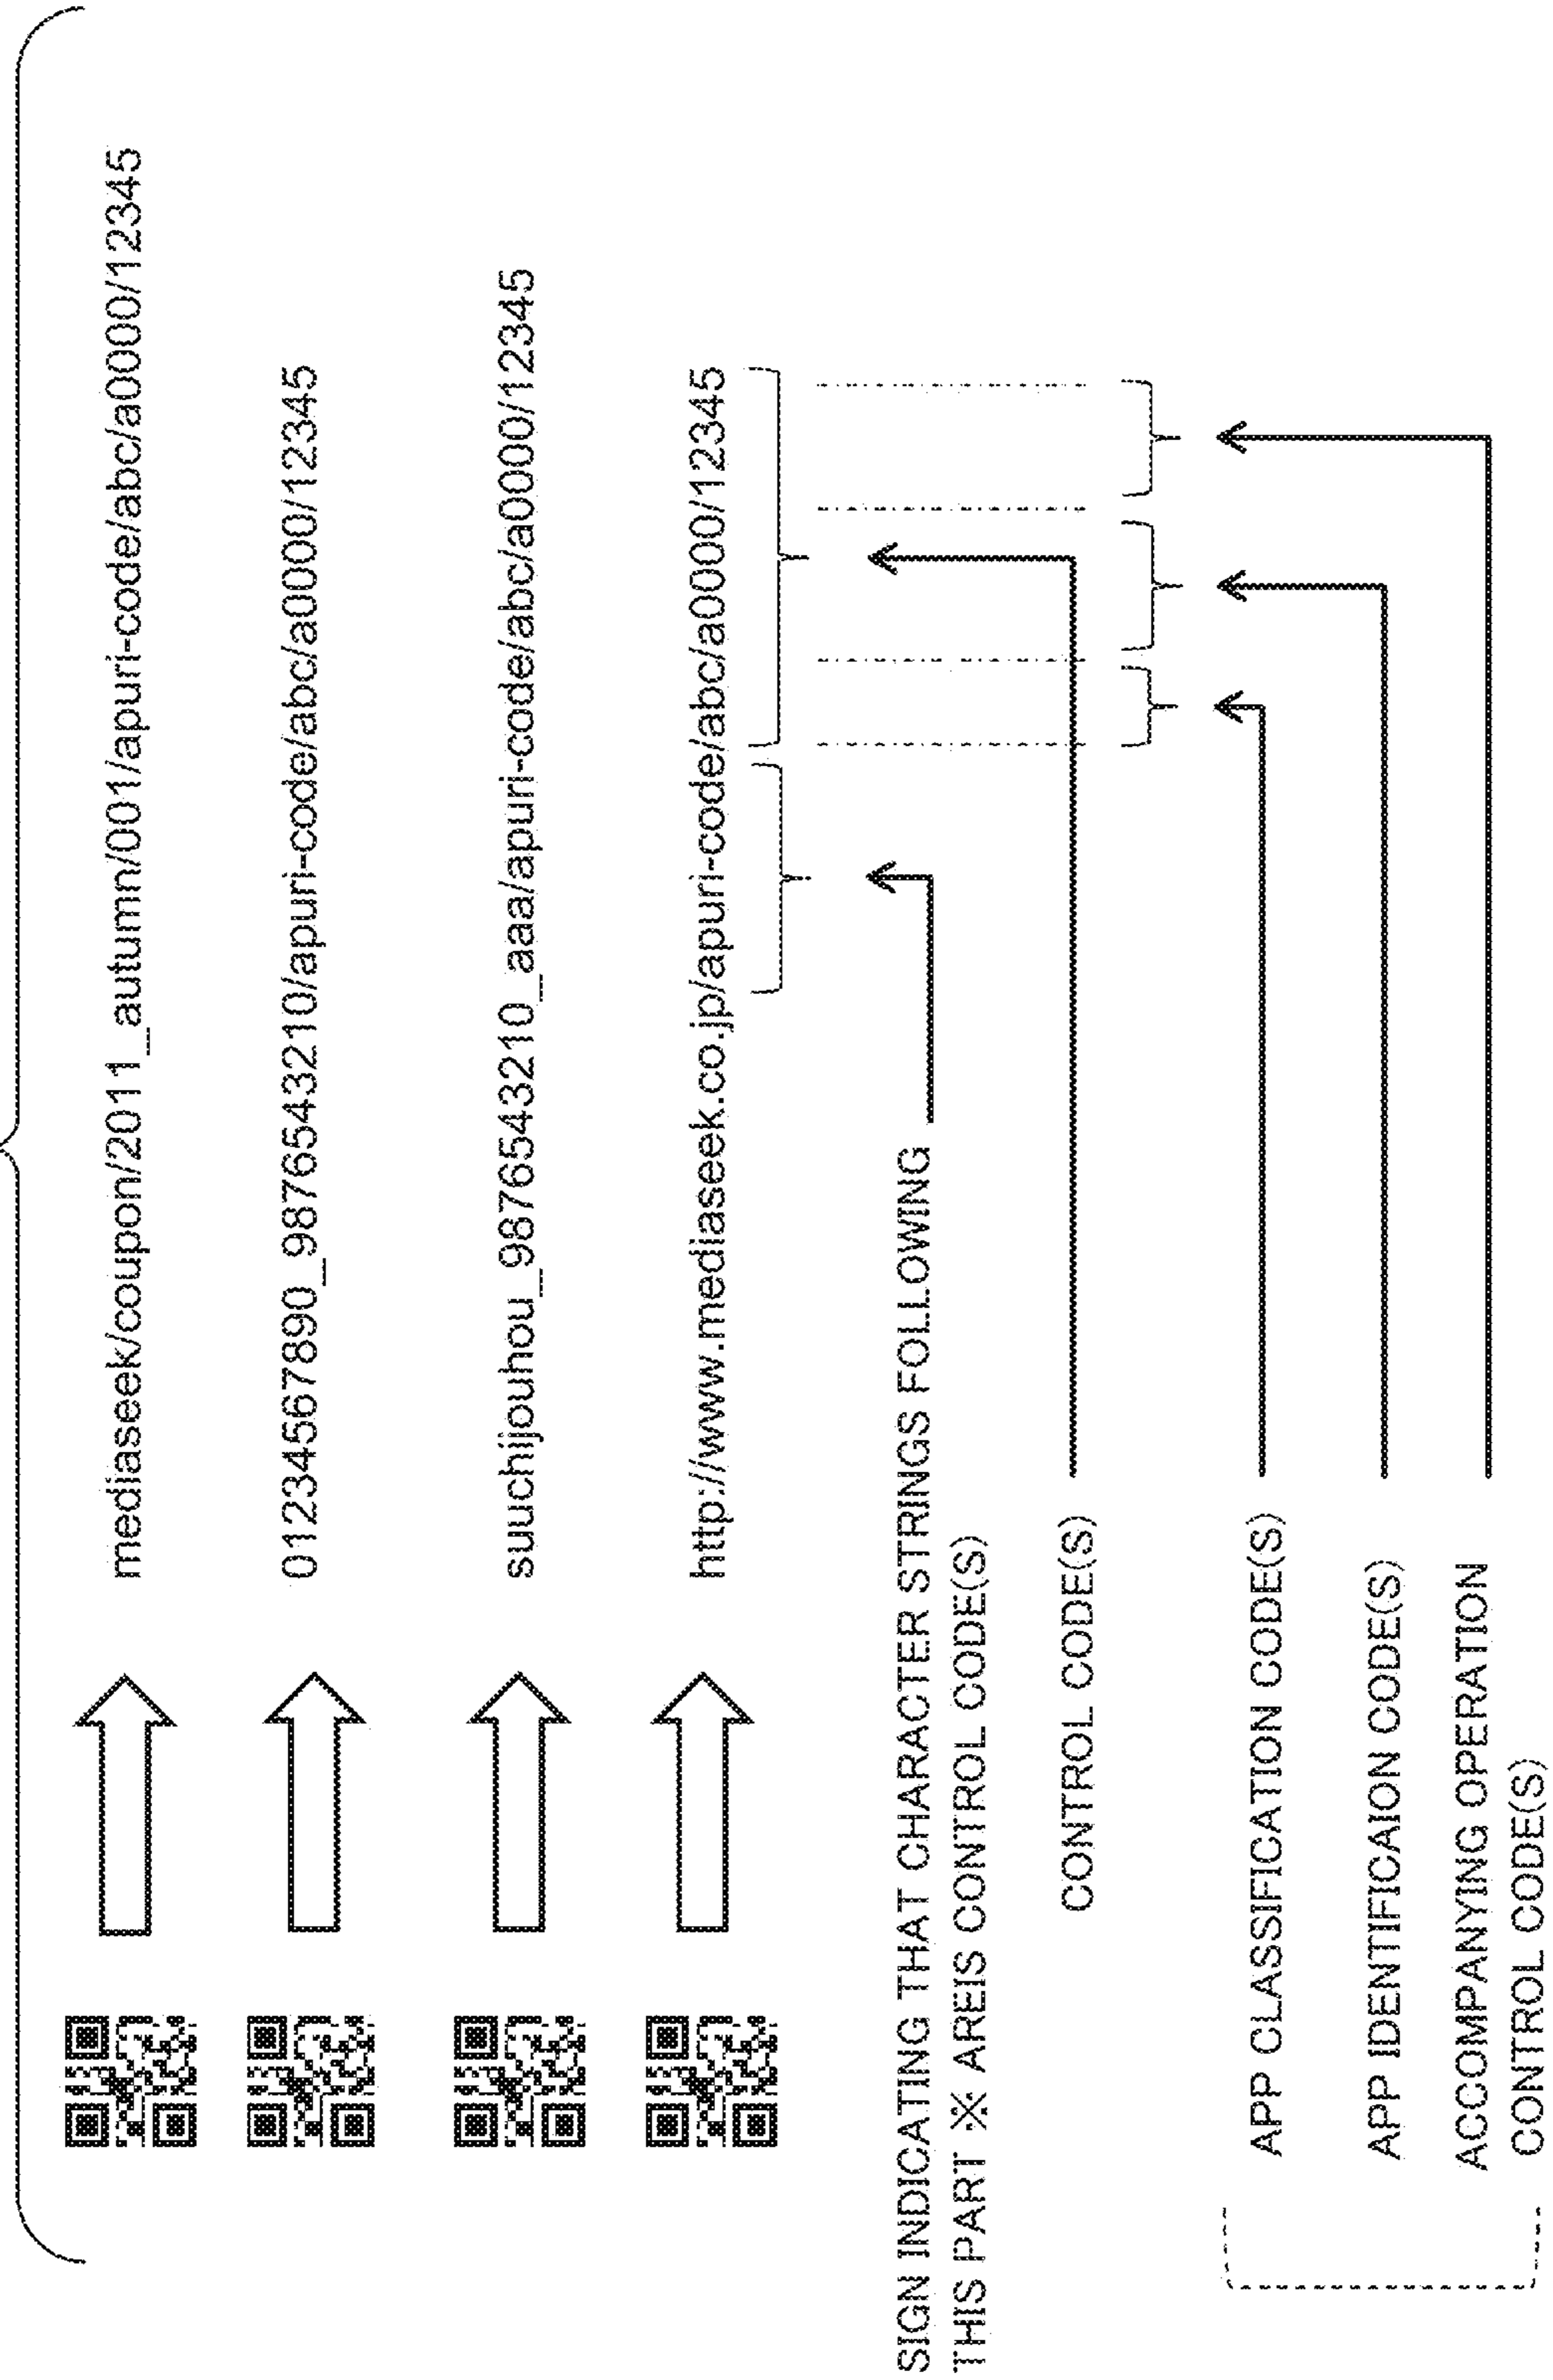 mediaseek/coupon/2011_autumn/001/apuri-code/abc/a0000/12345
01234567890_9876543210/apuri-code/abc/a0000/12345
suuchijouhou_9876543210_aaa/apuri-code/abc/a0000/12345
http://www.mediaseek.co.jp/apuri-code/abc/a0000/12345
SIGN INDICATING THAT CHARACTER STRINGS FOLLOWING
THIS PART ※ AREIS CONTROL CODE(S)
CONTROL CODE(S)
APP CLASSIFICATION CODE(S)
APP IDENTIFICAION CODE(S)
ACCOMPANYING OPERATION
CONTROL CODE(S)